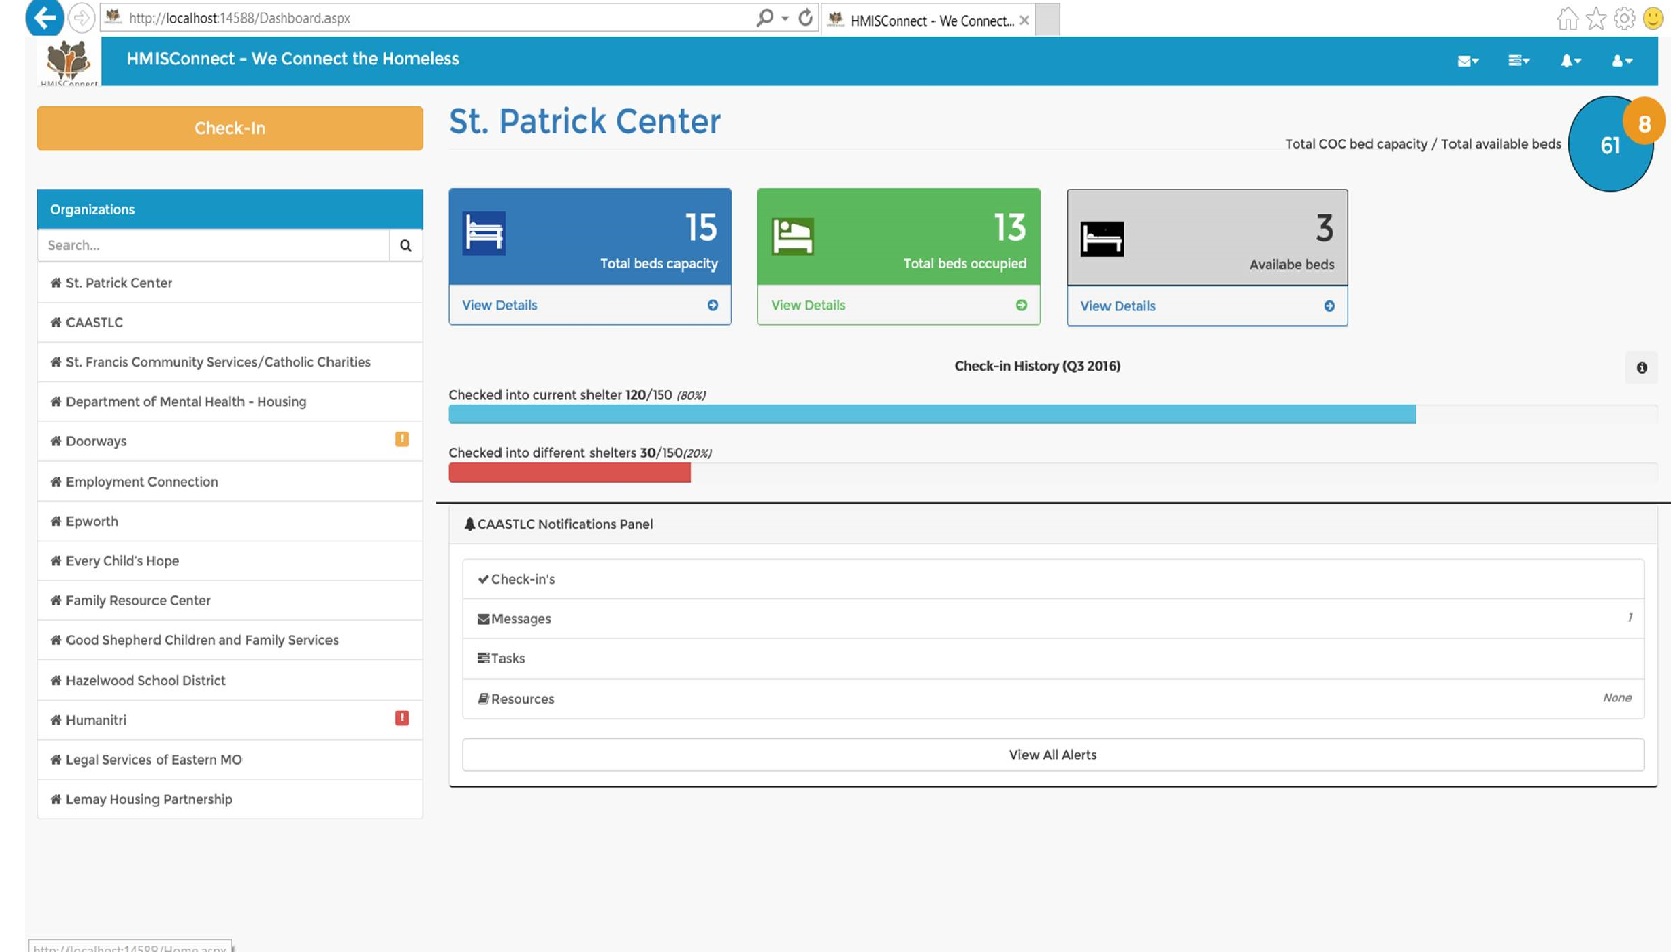 http://localhost:14588/Dashboard.aspx
HMISConnect - We Connect...
HMISConnect
HMISConnect - We Connect the Homeless
Check-In
St. Patrick Center
Total COC bed capacity / Total available beds
61
8
Organizations
Search...
St. Patrick Center
CAASTLC
St. Francis Community Services/Catholic Charities
Department of Mental Health - Housing
Doorways
!
Employment Connection
Epworth
Every Child's Hope
Family Resource Center
Good Shepherd Children and Family Services
Hazelwood School District
Humanitri
!
Legal Services of Eastern MO
Lemay Housing Partnership
15
Total beds capacity
View Details
13
Total beds occupied
View Details
3
Availabe beds
View Details
Check-in History (Q3 2016)
Checked into current shelter 120/150 (80%)
Checked into different shelters 30/150(20%)
CAASTLC Notifications Panel
Check-in's
Messages 1
Tasks
Resources None
View All Alerts
http://localhost:14588/Home.aspx